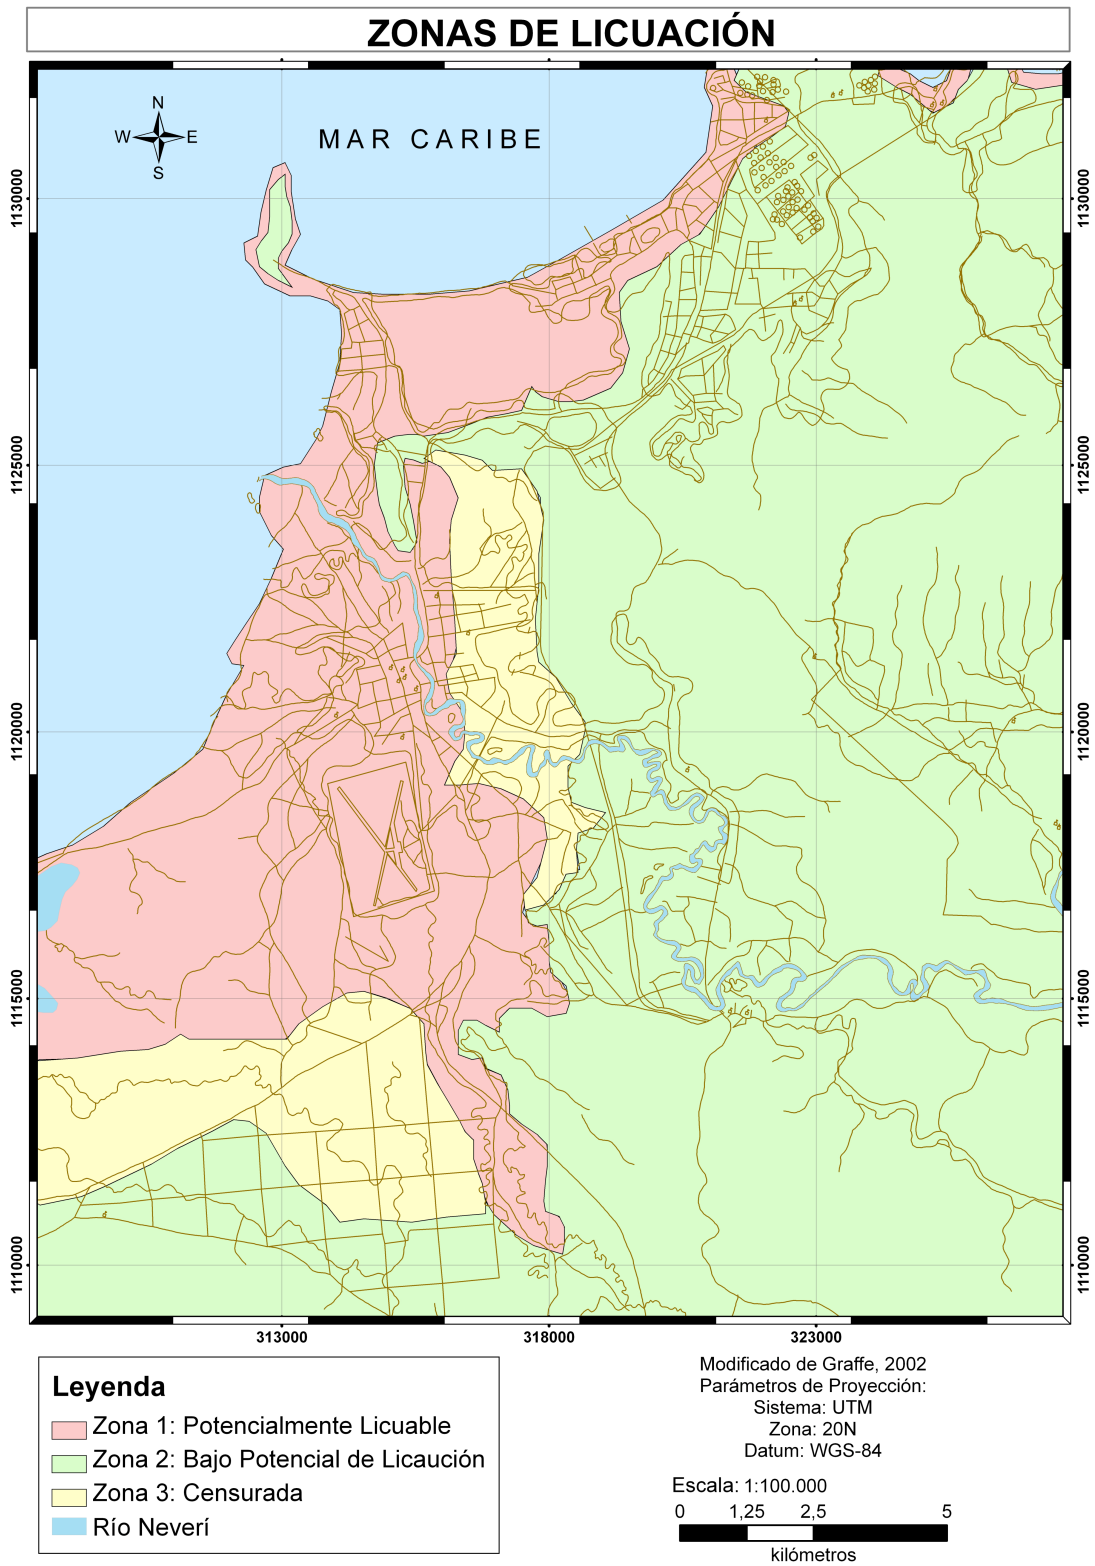 ZONAS DE LICUACIÓN
N
W E
S
MAR CARIBE
1130000
1130000
1125000
1125000
1120000
1120000
1115000
1115000
1110000
1110000
313000
318000
323000
Leyenda
Zona 1: Potencialmente Licuable
Zona 2: Bajo Potencial de Licaución
Zona 3: Censurada
Río Neverí
Modificado de Graffe, 2002
Parámetros de Proyección:
Sistema: UTM
Zona: 20N
Datum: WGS-84
Escala: 1:100.000
0 1,25 2,5 5
kilómetros